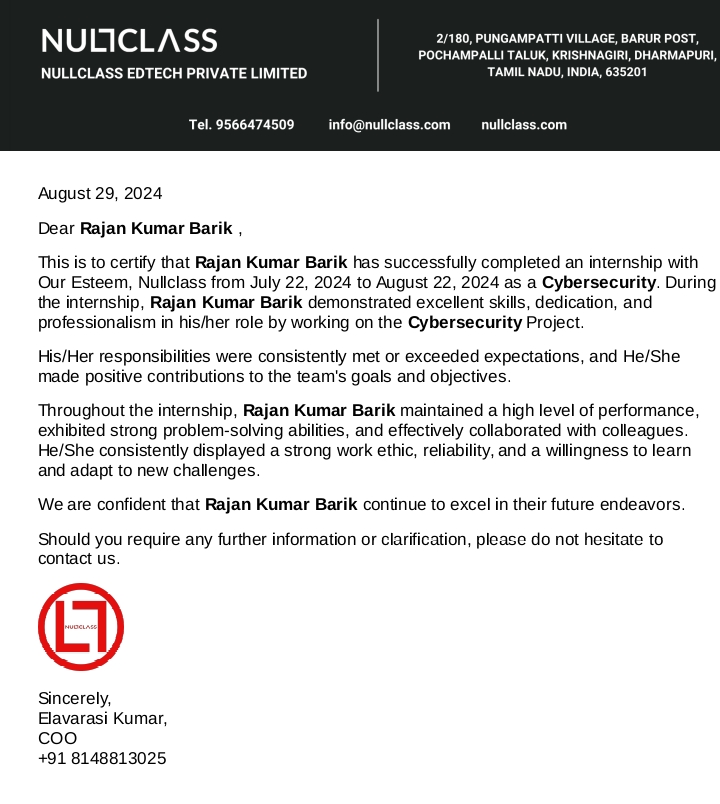 NULLCLASS
NULLCLASS EDTECH PRIVATE LIMITED
2/180, PUNGAMPATTI VILLAGE, BARUR POST,
POCHAMPALLI TALUK, KRISHNAGIRI, DHARMAPURI,
TAMIL NADU, INDIA, 635201
Tel. 9566474509 info@nullclass.com nullclass.com
August 29, 2024
Dear Rajan Kumar Barik ,
This is to certify that Rajan Kumar Barik has successfully completed an internship with
Our Esteem, Nullclass from July 22, 2024 to August 22, 2024 as a Cybersecurity. During
the internship, Rajan Kumar Barik demonstrated excellent skills, dedication, and
professionalism in his/her role by working on the Cybersecurity Project.
His/Her responsibilities were consistently met or exceeded expectations, and He/She
made positive contributions to the team's goals and objectives.
Throughout the internship, Rajan Kumar Barik maintained a high level of performance,
exhibited strong problem-solving abilities, and effectively collaborated with colleagues.
He/She consistently displayed a strong work ethic, reliability, and a willingness to learn
and adapt to new challenges.
We are confident that Rajan Kumar Barik continue to excel in their future endeavors.
Should you require any further information or clarification, please do not hesitate to
contact us.
NULLCLASS
Sincerely,
Elavarasi Kumar,
COO
+91 8148813025